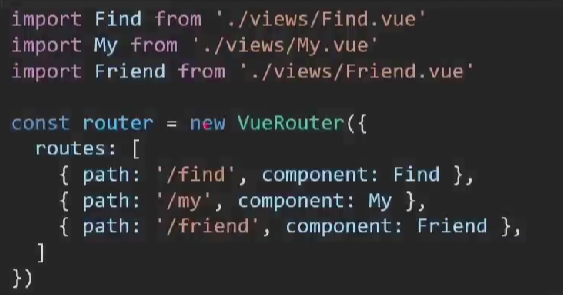 import Find from './views/Find.vue'
import My from './views/My.vue'
import Friend from './views/Friend.vue'
const router = new VueRouter({
routes: [
{ path: '/find', component: Find },
{ path: '/my', component: My },
{ path: '/friend', component: Friend },
]
})